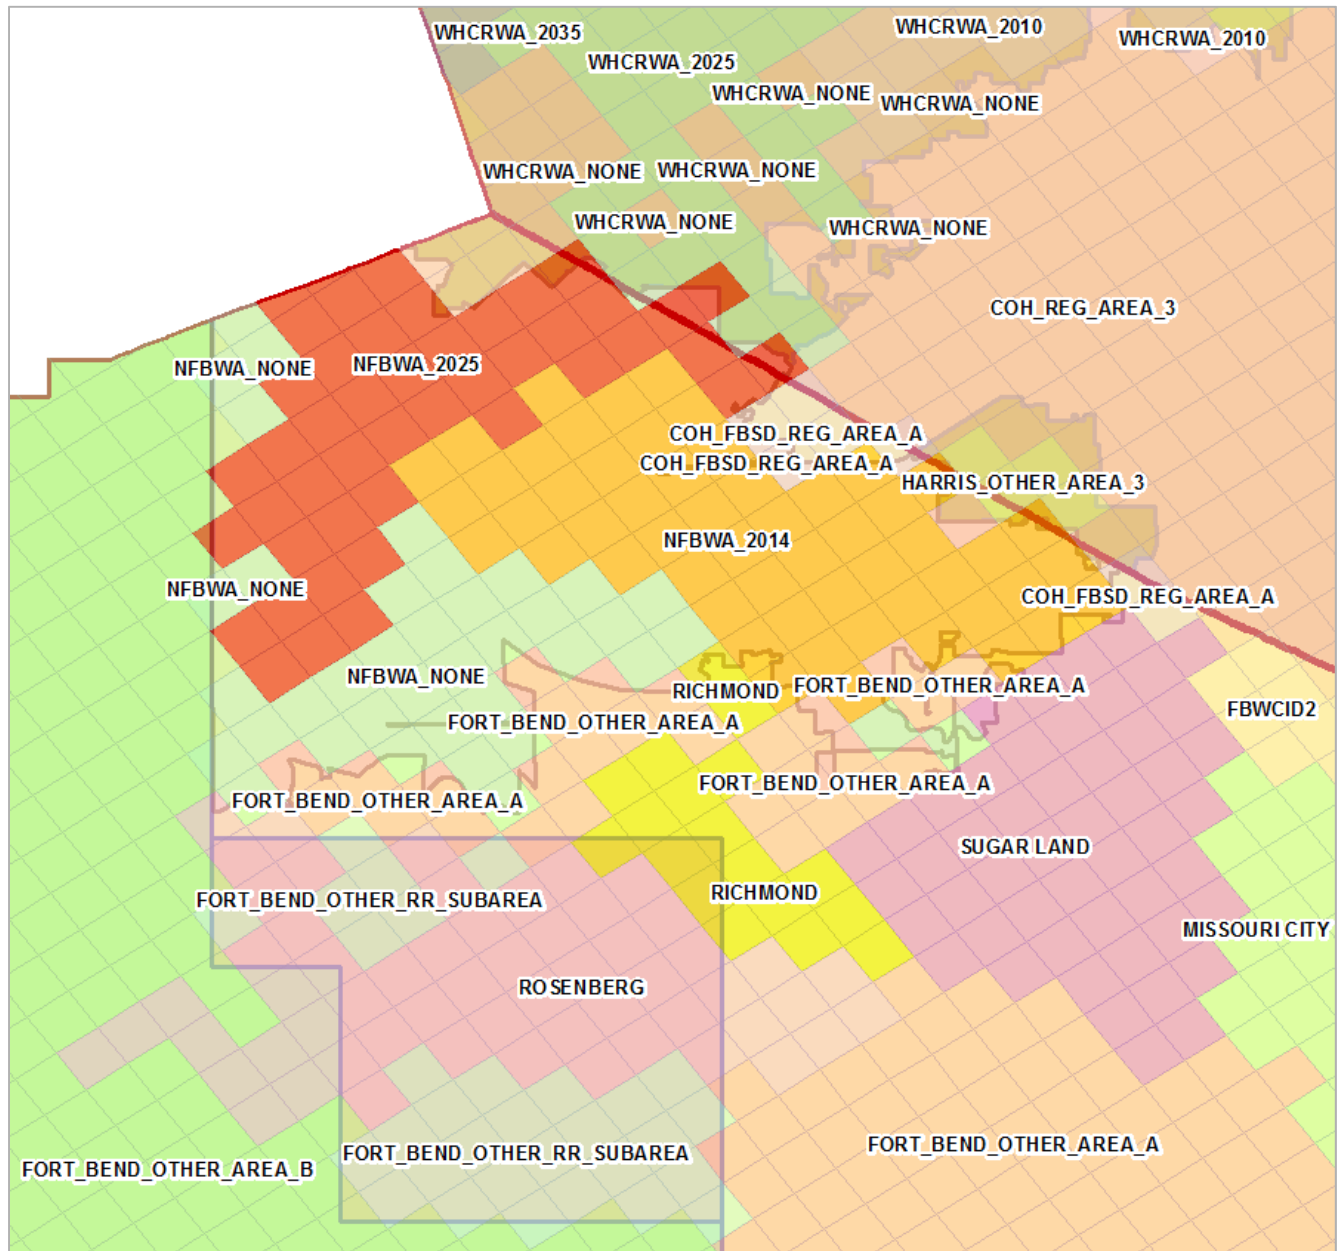 WHCRWA_2035
WHCRWA_2010
WHCRWA_2010
WHCRWA_2025
WHCRWA_NONE
WHCRWA_NONE
WHCRWA_NONE
WHCRWA_NONE
WHCRWA_NONE
WHCRWA_NONE
COH_REG_AREA_3
NFBWA_NONE
NFBWA_2025
COH_FBSD_REG_AREA_A
COH_FBSD_REG_AREA_A
HARRIS_OTHER_AREA_3
NFBWA_2014
NFBWA_NONE
COH_FBSD_REG_AREA_A
NFBWA_NONE
RICHMOND
FORT_BEND_OTHER_AREA_A
FBWCID2
FORT_BEND_OTHER_AREA_A
FORT_BEND_OTHER_AREA_A
FORT_BEND_OTHER_AREA_A
SUGAR LAND
RICHMOND
FORT_BEND_OTHER_RR_SUBAREA
MISSOURI CITY
ROSENBERG
FORT_BEND_OTHER_AREA_A
FORT_BEND_OTHER_RR_SUBAREA
FORT_BEND_OTHER_AREA_B